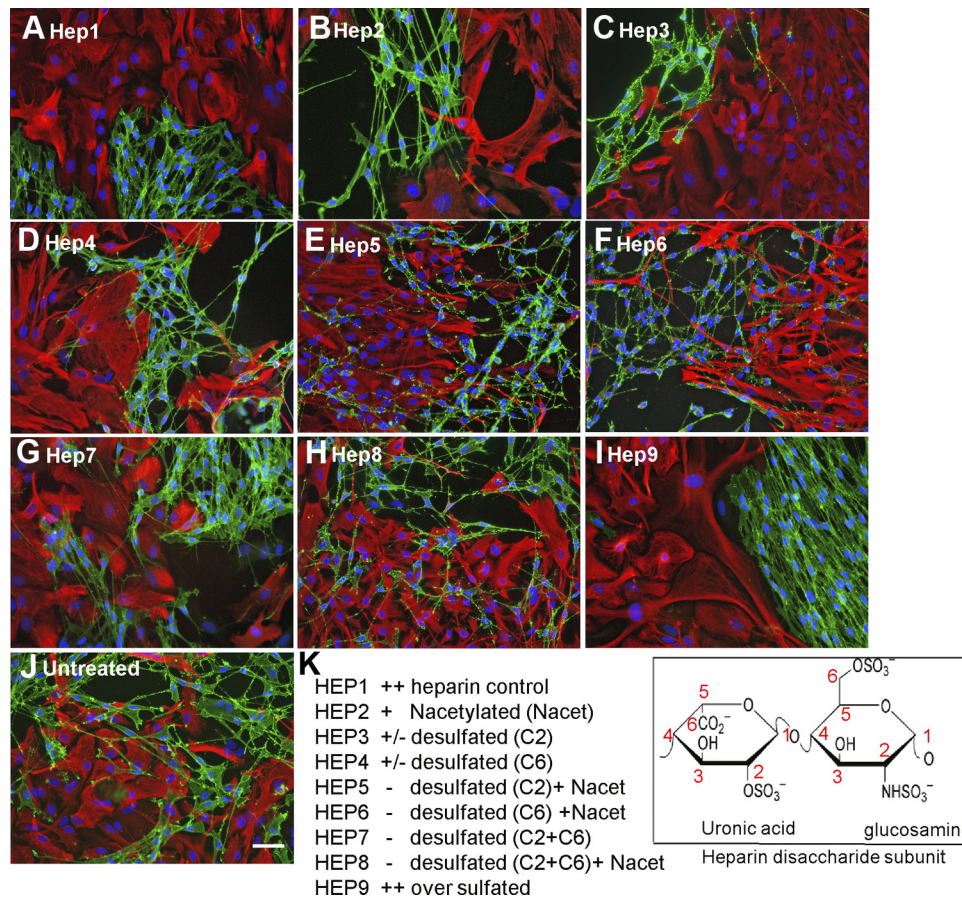 A Hep1
B Hep2
C Hep3
D Hep4
E Hep5
F Hep6
G Hep7
H Hep8
I Hep9
J Untreated
K
HEP1 ++ heparin control
HEP2 + Nacetylated (Nacet)
HEP3 +/- desulfated (C2)
HEP4 +/- desulfated (C6)
HEP5 - desulfated (C2)+ Nacet
HEP6 - desulfated (C6) +Nacet
HEP7 - desulfated (C2+C6)
HEP8 - desulfated (C2+C6)+ Nacet
HEP9 ++ over sulfated
6 OSO₃⁻
5 O 5 O
6 CO₂⁻
4 OH 1 O 4 OH 1
3 2 3 2 O
OSO₃⁻ NHSO₃⁻
Uronic acid glucosamin
Heparin disaccharide subunit